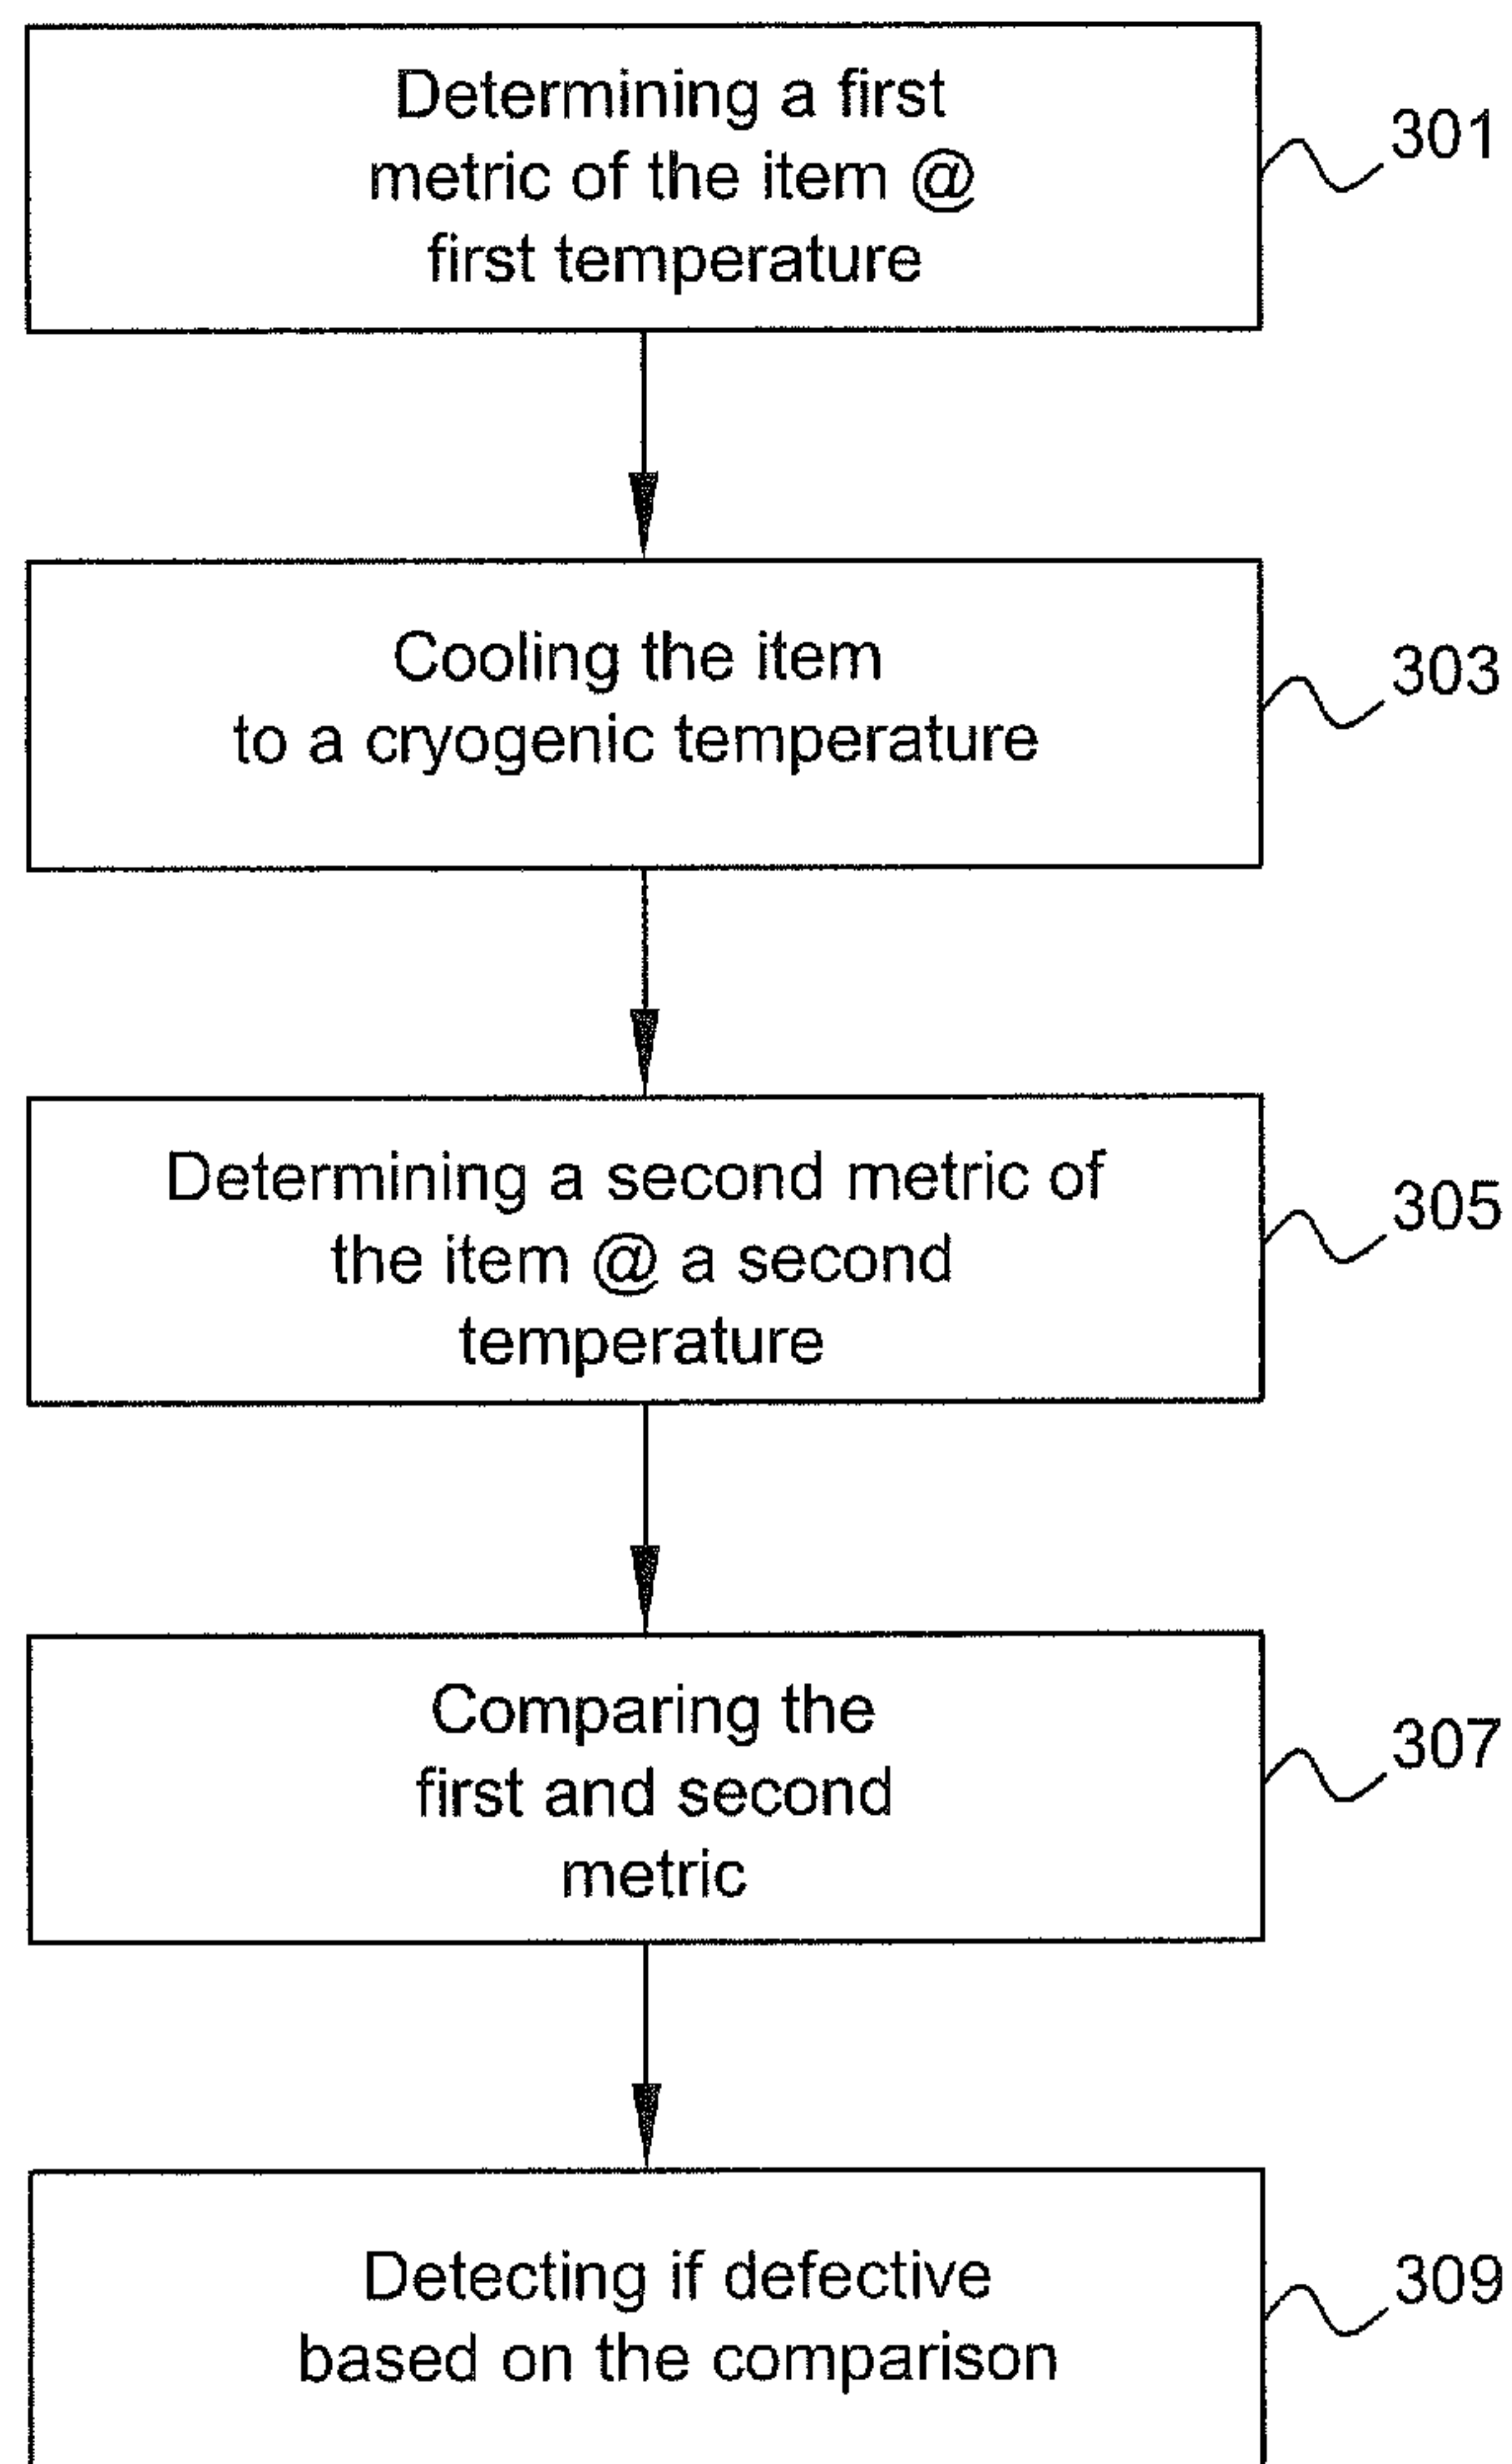 Determining a first
metric of the item @
first temperature
301
Cooling the item
to a cryogenic temperature
303
Determining a second metric of
the item @ a second
temperature
305
Comparing the
first and second
metric
307
Detecting if defective
based on the comparison
309